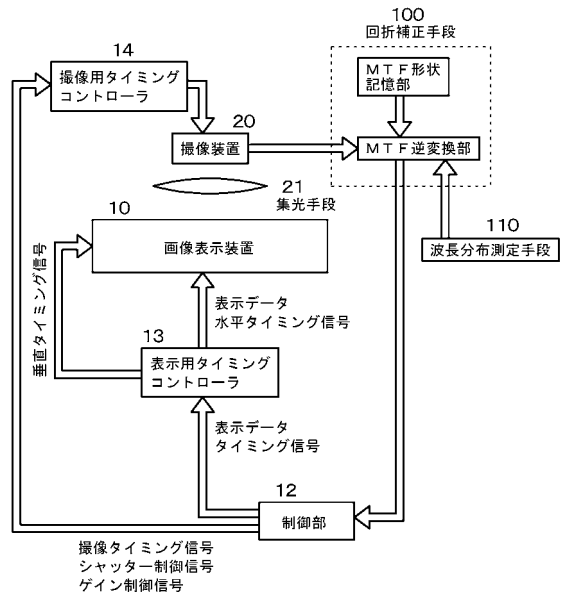 100
回折補正手段
14
撮像用タイミング
コントローラ
MTF形状
記憶部
20
撮像装置
MTF逆変換部
21
集光手段
10
画像表示装置
110
波長分布測定手段
垂直タイミング信号
表示データ
水平タイミング信号
13
表示用タイミング
コントローラ
表示データ
タイミング信号
12
制御部
撮像タイミング信号
シャッター制御信号
ゲイン制御信号